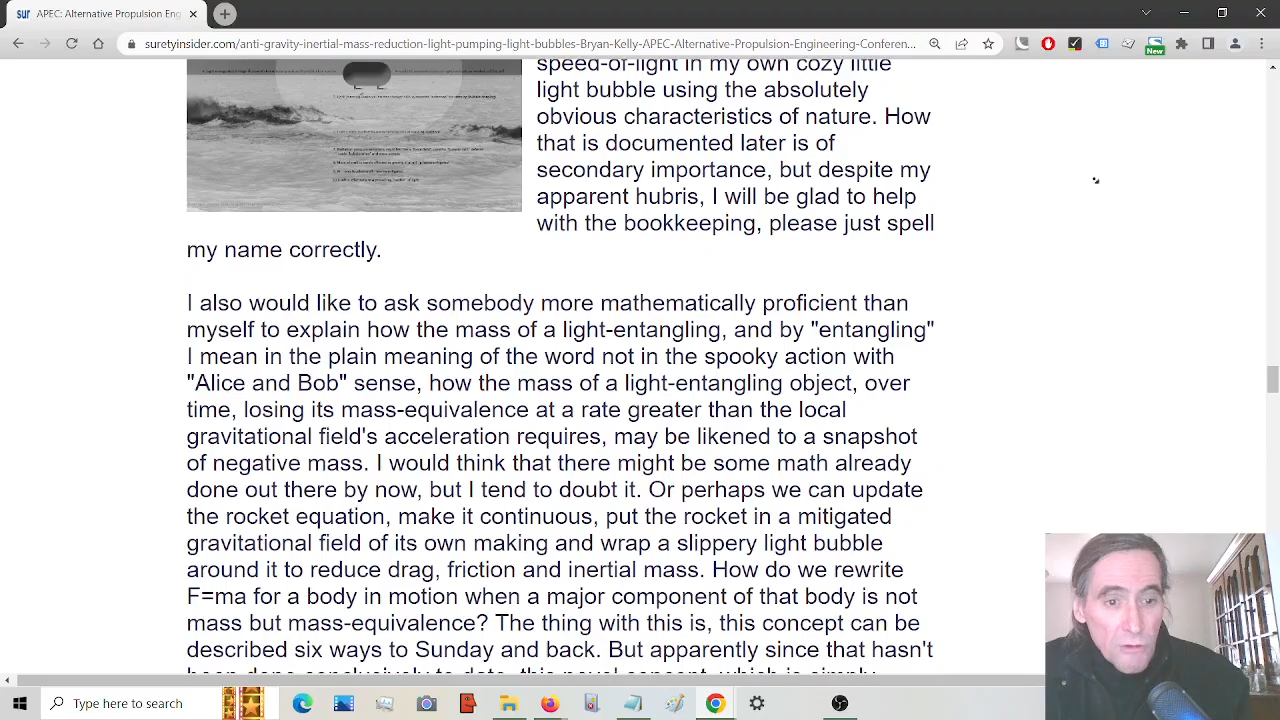 sur APEC: Alternative Propulsion Eng
suretyinsider.com/anti-gravity-inertial-mass-reduction-light-pumping-light-bubbles-Bryan-Kelly-APEC-Alternative-Propulsion-Engineering-Conferen...
New
speed-of-light in my own cozy little
light bubble using the absolutely
obvious characteristics of nature. How
that is documented later is of
secondary importance, but despite my
apparent hubris, I will be glad to help
with the bookkeeping, please just spell
my name correctly.
I also would like to ask somebody more mathematically proficient than
myself to explain how the mass of a light-entangling, and by "entangling"
I mean in the plain meaning of the word not in the spooky action with
"Alice and Bob" sense, how the mass of a light-entangling object, over
time, losing its mass-equivalence at a rate greater than the local
gravitational field's acceleration requires, may be likened to a snapshot
of negative mass. I would think that there might be some math already
done out there by now, but I tend to doubt it. Or perhaps we can update
the rocket equation, make it continuous, put the rocket in a mitigated
gravitational field of its own making and wrap a slippery light bubble
around it to reduce drag, friction and inertial mass. How do we rewrite
F=ma for a body in motion when a major component of that body is not
mass but mass-equivalence? The thing with this is, this concept can be
described six ways to Sunday and back. But apparently since that hasn't
Type here to search